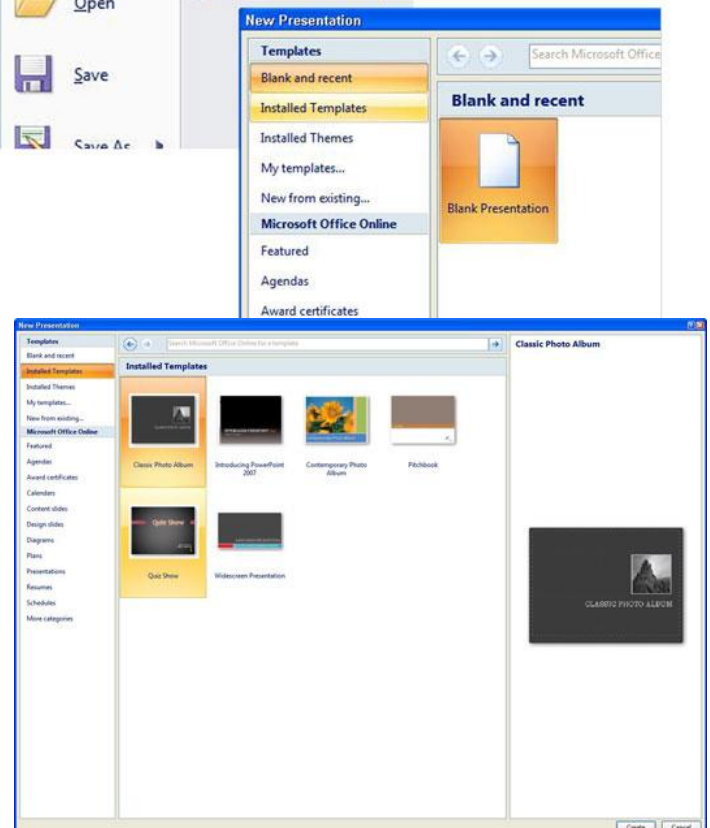 Open
Save
Save As
New Presentation
Templates
Blank and recent
Installed Templates
Installed Themes
My templates...
New from existing...
Microsoft Office Online
Featured
Agendas
Award certificates
Search Microsoft Office
Blank and recent
Blank Presentation
New Presentation
Templates
Blank and recent
Installed Templates
Installed Themes
My templates...
New from existing...
Microsoft Office Online
Featured
Agendas
Award certificates
Calendars
Content slides
Design slides
Diagrams
Plans
Presentations
Resumes
Schedules
More categories
Search Microsoft Office Online for a template
Installed Templates
Classic Photo Album
Introducing PowerPoint
2007
Contemporary Photo
Album
Pitchbook
Quiz Show
Quiz Show
Widescreen Presentation
Classic Photo Album
CLASSIC PHOTO ALBUM
Create
Cancel